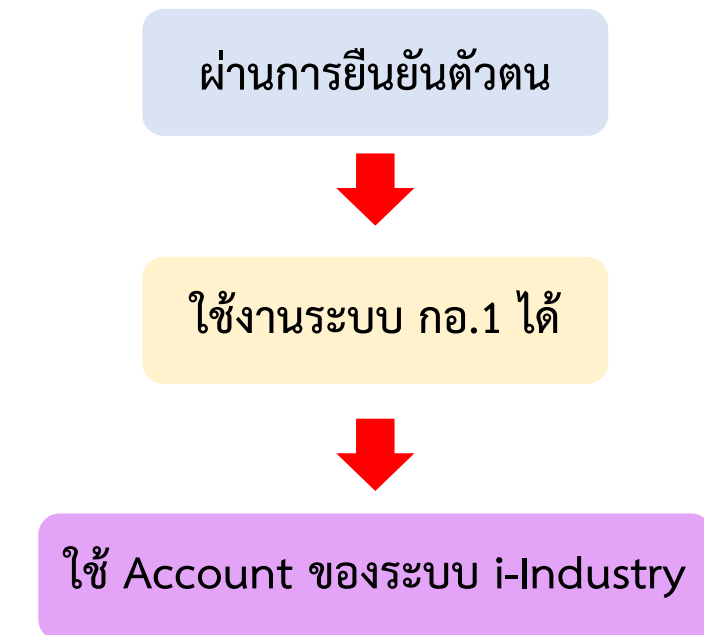 ผ่านการยืนยันตัวตน
ใช้งานระบบ กอ.1 ได้
ใช้ Account ของระบบ i-Industry